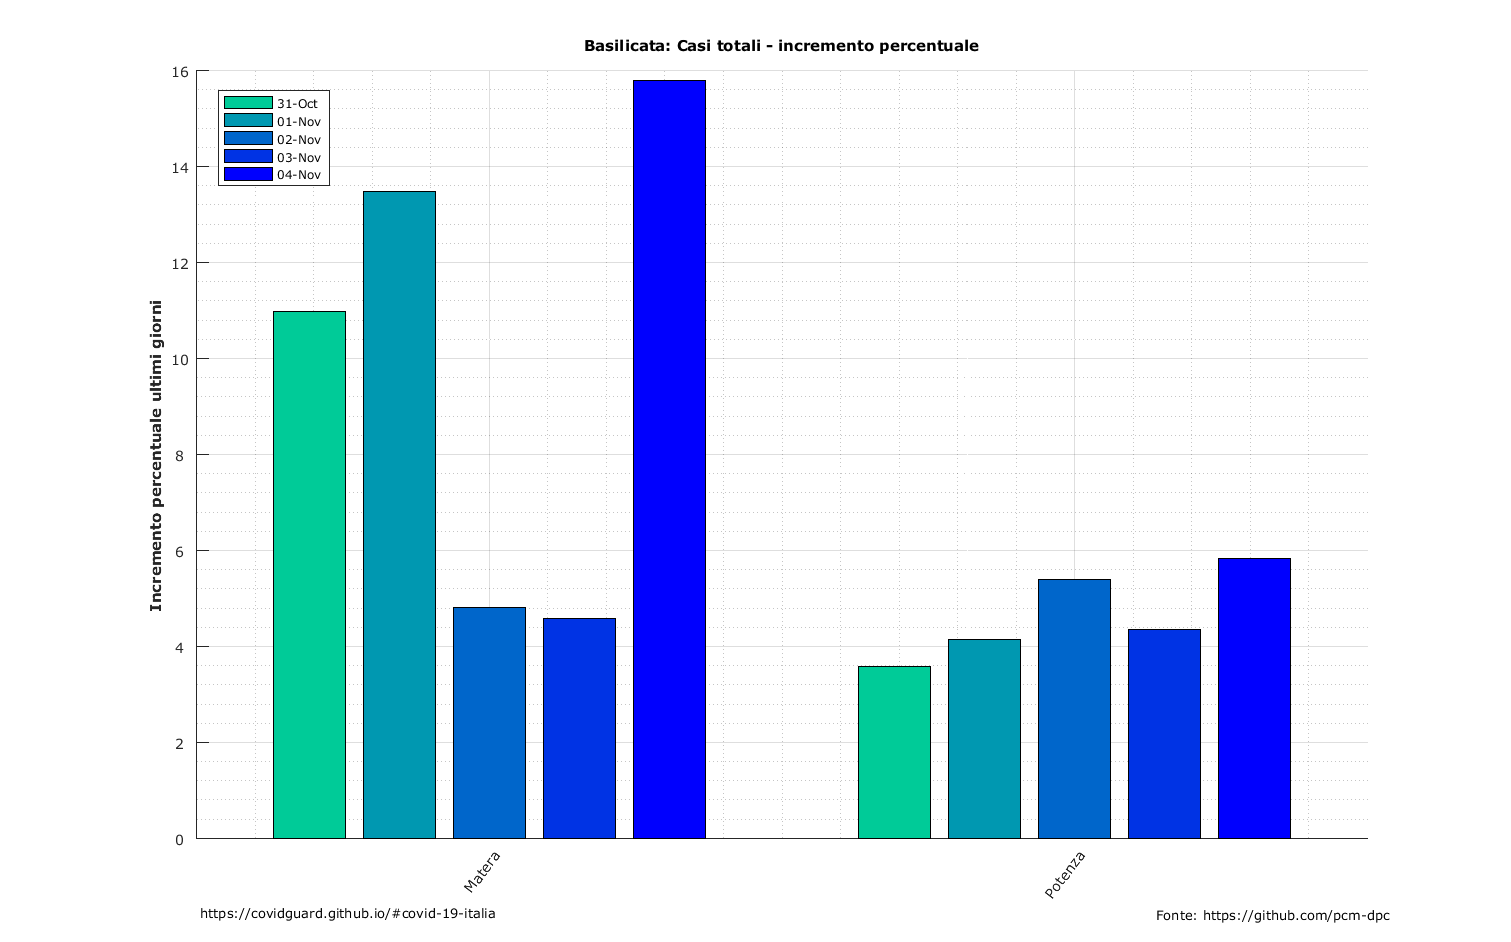 Basilicata: Casi totali - incremento percentuale
16
14
12
10
8
6
4
2
0
Incremento percentuale ultimi giorni
31-Oct
01-Nov
02-Nov
03-Nov
04-Nov
Matera
Potenza
https://covidguard.github.io/#covid-19-italia
Fonte: https://github.com/pcm-dpc